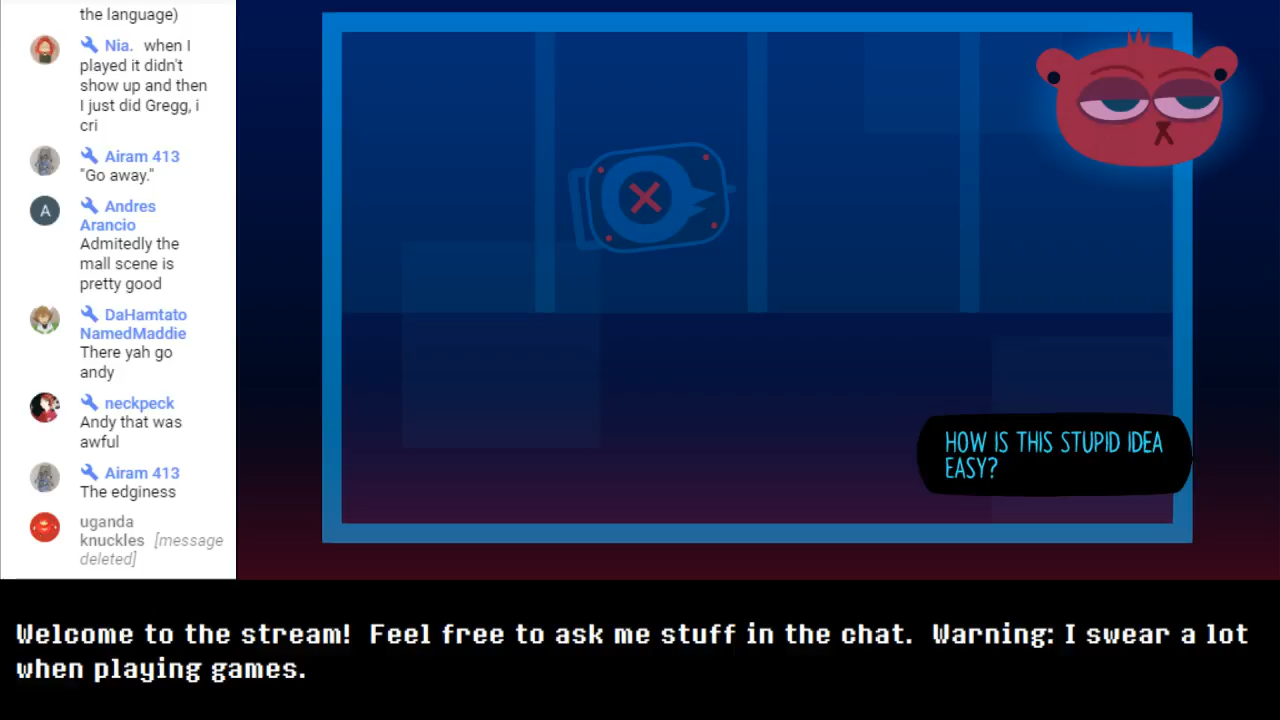 the language)
Nia. when I
played it didn't
show up and then
I just did Gregg, i
cri
Airam 413
"Go away."
A
Andres
Arancio
Admitedly the
mall scene is
pretty good
DaHamtato
NamedMaddie
There yah go
andy
neckpeck
Andy that was
awful
Airam 413
The edginess
uganda
knuckles [message
deleted]
HOW IS THIS STUPID IDEA
EASY?
Welcome to the stream! Feel free to ask me stuff in the chat. Warning: I swear a lot
when playing games.